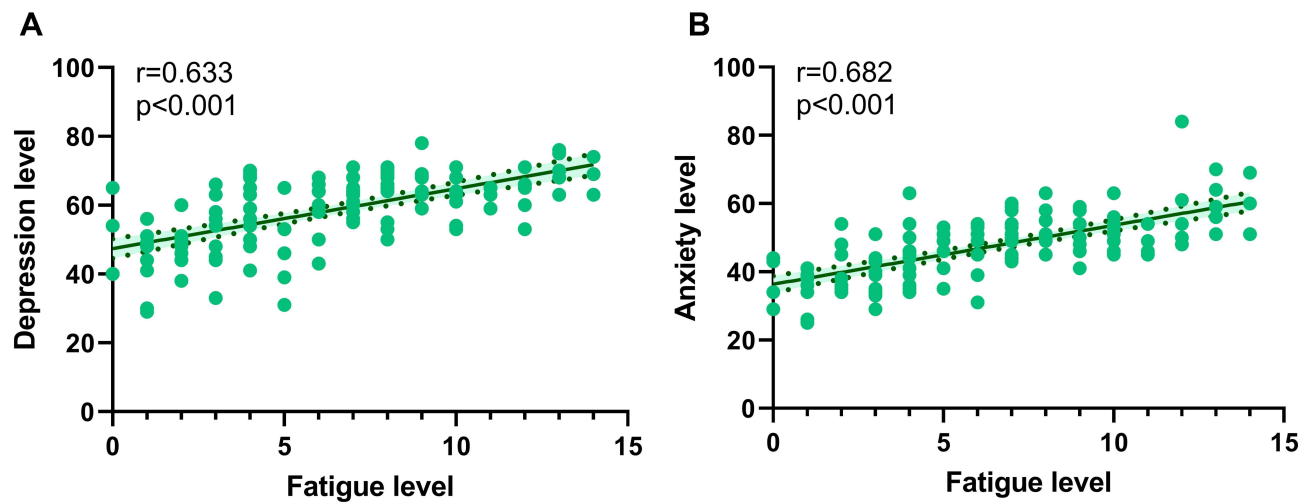 A
r=0.633
p<0.001
100
80
60
40
20
0
Depression level
0 5 10 15
Fatigue level
B
r=0.682
p<0.001
100
80
60
40
20
0
Anxiety level
0 5 10 15
Fatigue level